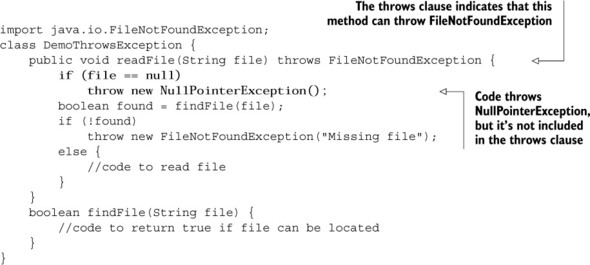 The throws clause indicates that this
method can throw FileNotFoundException
import java.io.FileNotFoundException;
class DemoThrowsException {
    public void readFile(String file) throws FileNotFoundException {
        if (file == null)
            throw new NullPointerException();
        boolean found = findFile(file);
        if (!found)
            throw new FileNotFoundException("Missing file");
        else {
            //code to read file
        }
    }
    boolean findFile(String file) {
        //code to return true if file can be located
    }
}
Code throws
NullPointerException,
but it's not included
in the throws clause